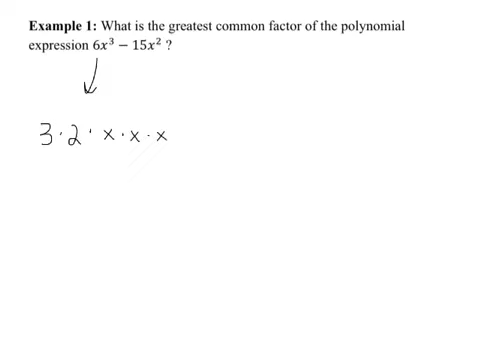 Example 1: What is the greatest common factor of the polynomial
expression 6x³ − 15x² ?
3 · 2 · x · x · x